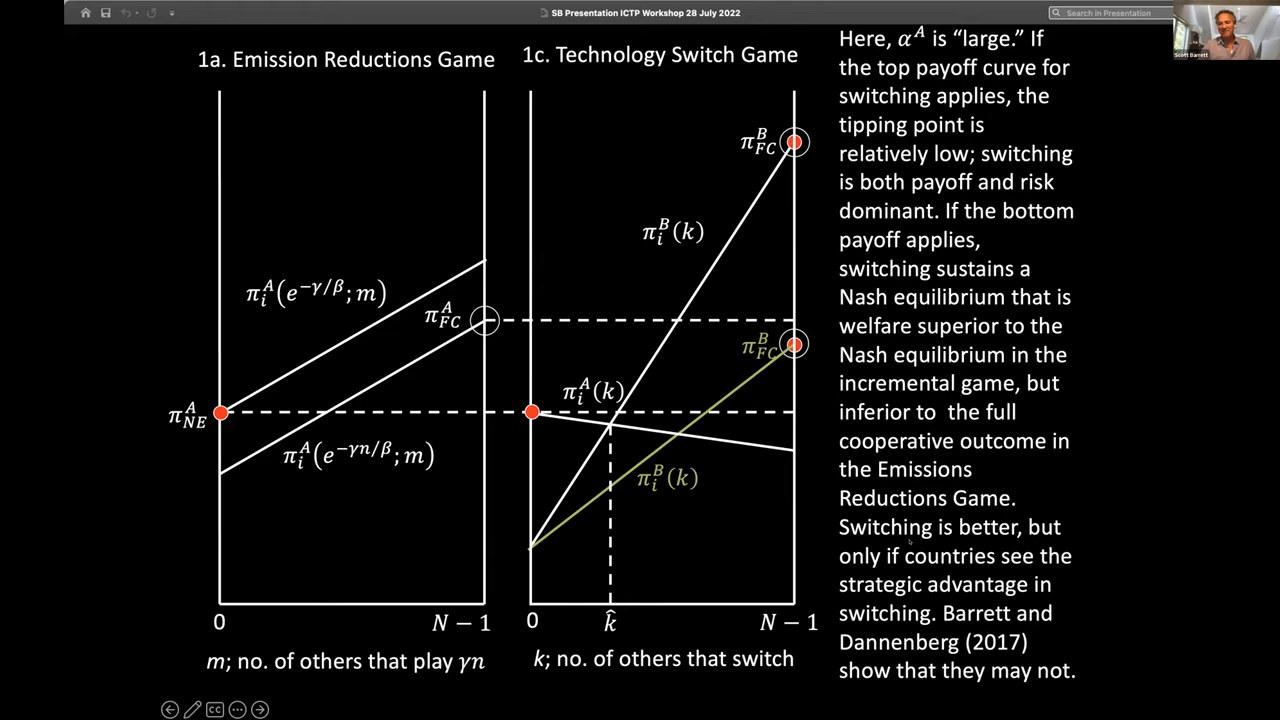 SB Presentation ICTP Workshop 28 July 2022
Search in Presentation
Scott Barrett
1a. Emission Reductions Game
1c. Technology Switch Game
π_i^A(e^{-γ/β}; m)
π_FC^A
π_NE^A
π_i^A(e^{-γn/β}; m)
0
N − 1
m; no. of others that play γn
π_FC^B
π_i^B(k)
π_FC^B
π_i^A(k)
π_i^B(k)
0
k̂
N − 1
k; no. of others that switch
Here, α^A is “large.” If
the top payoff curve for
switching applies, the
tipping point is
relatively low; switching
is both payoff and risk
dominant. If the bottom
payoff applies,
switching sustains a
Nash equilibrium that is
welfare superior to the
Nash equilibrium in the
incremental game, but
inferior to the full
cooperative outcome in
the Emissions
Reductions Game.
Switching is better, but
only if countries see the
strategic advantage in
switching. Barrett and
Dannenberg (2017)
show that they may not.
CC